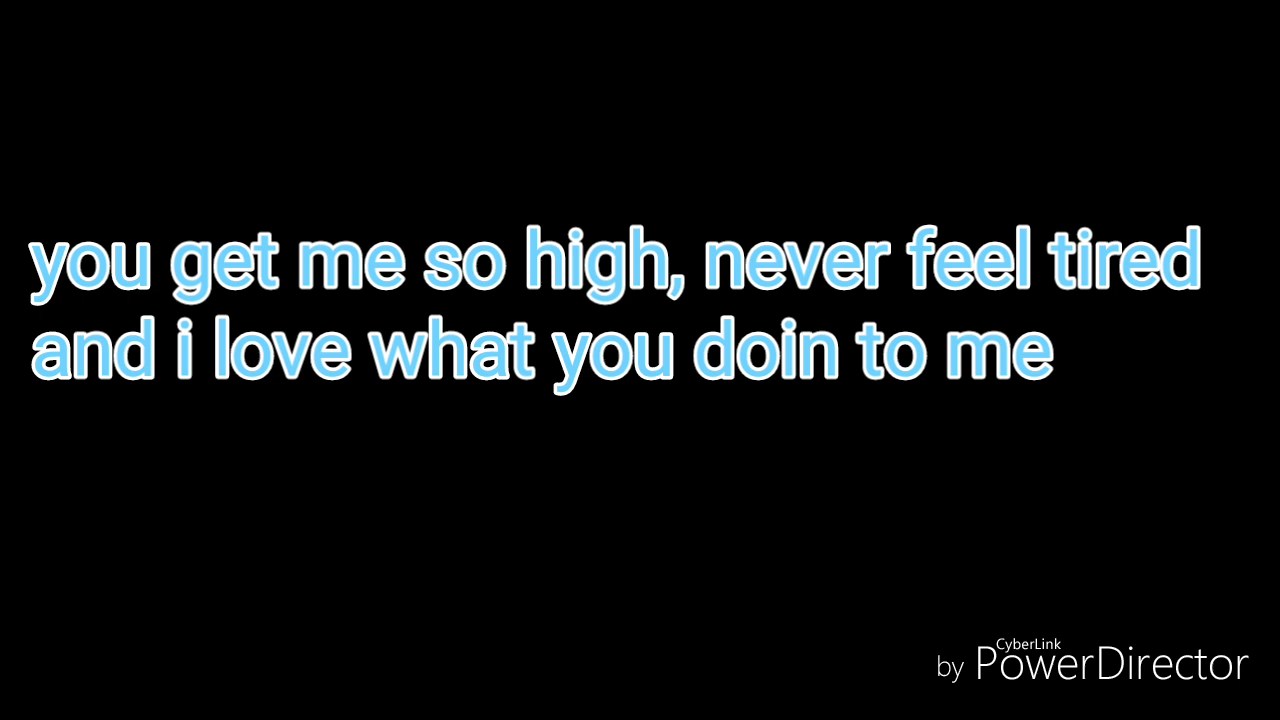 you get me so high, never feel tired
and i love what you doin to me
CyberLink
by PowerDirector